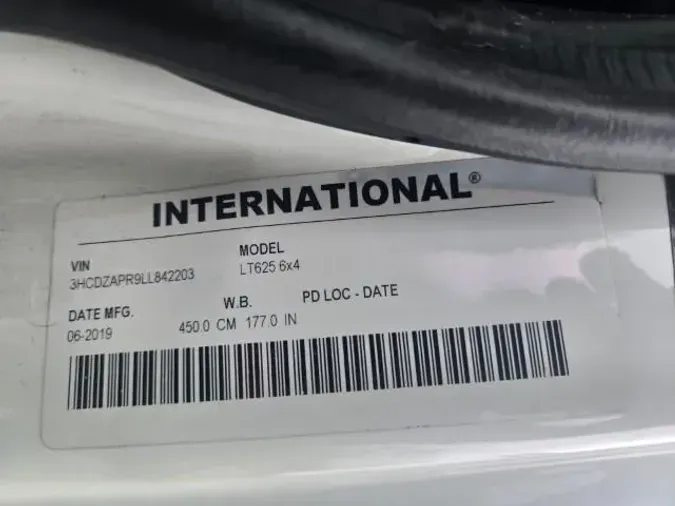 INTERNATIONAL®
VIN MODEL
3HCDZAPR9LL842203 LT625 6x4
DATE MFG. W.B. PD LOC - DATE
06-2019 450.0 CM 177.0 IN